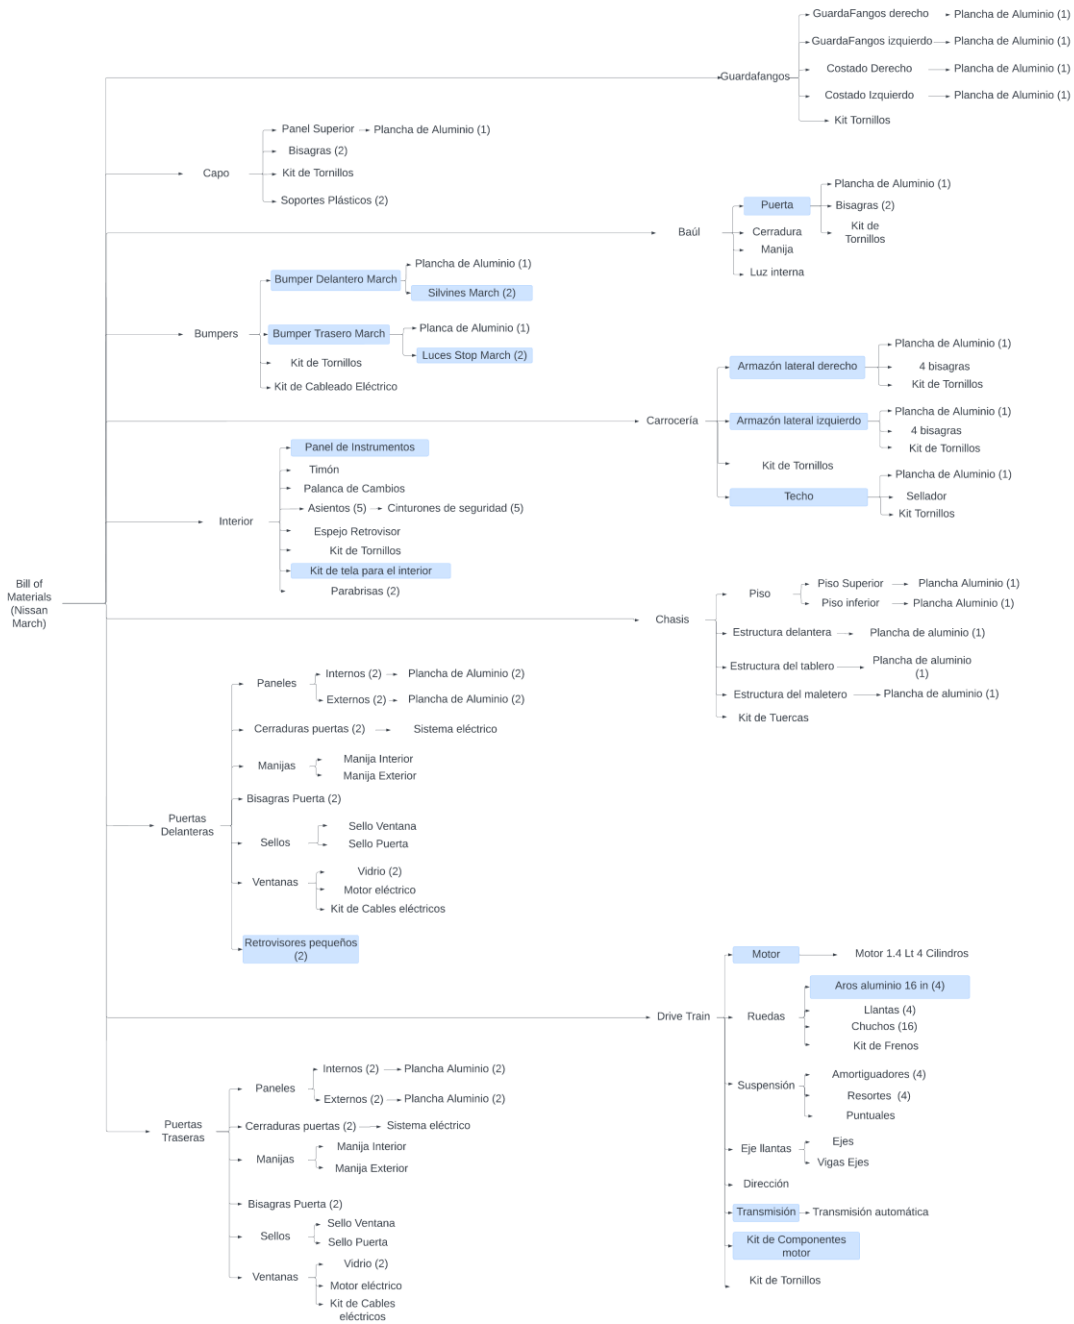 Bill of
Materials
(Nissan
March)
Guardafangos
GuardaFangos derecho
Plancha de Aluminio (1)
GuardaFangos izquierdo
Plancha de Aluminio (1)
Costado Derecho
Plancha de Aluminio (1)
Costado Izquierdo
Plancha de Aluminio (1)
Kit Tornillos
Capo
Panel Superior
Plancha de Aluminio (1)
Bisagras (2)
Kit de Tornillos
Soportes Plásticos (2)
Baúl
Puerta
Plancha de Aluminio (1)
Bisagras (2)
Kit de
Tornillos
Cerradura
Manija
Luz interna
Bumpers
Bumper Delantero March
Plancha de Aluminio (1)
Silvines March (2)
Bumper Trasero March
Planca de Aluminio (1)
Luces Stop March (2)
Kit de Tornillos
Kit de Cableado Eléctrico
Carrocería
Armazón lateral derecho
Plancha de Aluminio (1)
4 bisagras
Kit de Tornillos
Armazón lateral izquierdo
Plancha de Aluminio (1)
4 bisagras
Kit de Tornillos
Kit de Tornillos
Techo
Plancha de Aluminio (1)
Sellador
Kit Tornillos
Interior
Panel de Instrumentos
Timón
Palanca de Cambios
Asientos (5)
Cinturones de seguridad (5)
Espejo Retrovisor
Kit de Tornillos
Kit de tela para el interior
Parabrisas (2)
Chasis
Piso
Piso Superior
Plancha Aluminio (1)
Piso inferior
Plancha Aluminio (1)
Estructura delantera
Plancha de aluminio (1)
Estructura del tablero
Plancha de aluminio
(1)
Estructura del maletero
Plancha de aluminio (1)
Kit de Tuercas
Puertas
Delanteras
Paneles
Internos (2)
Plancha de Aluminio (2)
Externos (2)
Plancha de Aluminio (2)
Cerraduras puertas (2)
Sistema eléctrico
Manijas
Manija Interior
Manija Exterior
Bisagras Puerta (2)
Sellos
Sello Ventana
Sello Puerta
Ventanas
Vidrio (2)
Motor eléctrico
Kit de Cables eléctricos
Retrovisores pequeños
(2)
Drive Train
Motor
Motor 1.4 Lt 4 Cilindros
Ruedas
Aros aluminio 16 in (4)
Llantas (4)
Chuchos (16)
Kit de Frenos
Suspensión
Amortiguadores (4)
Resortes (4)
Puntuales
Eje llantas
Ejes
Vigas Ejes
Dirección
Transmisión
Transmisión automática
Kit de Componentes
motor
Kit de Tornillos
Puertas
Traseras
Paneles
Internos (2)
Plancha Aluminio (2)
Externos (2)
Plancha Aluminio (2)
Cerraduras puertas (2)
Sistema eléctrico
Manijas
Manija Interior
Manija Exterior
Bisagras Puerta (2)
Sellos
Sello Ventana
Sello Puerta
Ventanas
Vidrio (2)
Motor eléctrico
Kit de Cables
eléctricos